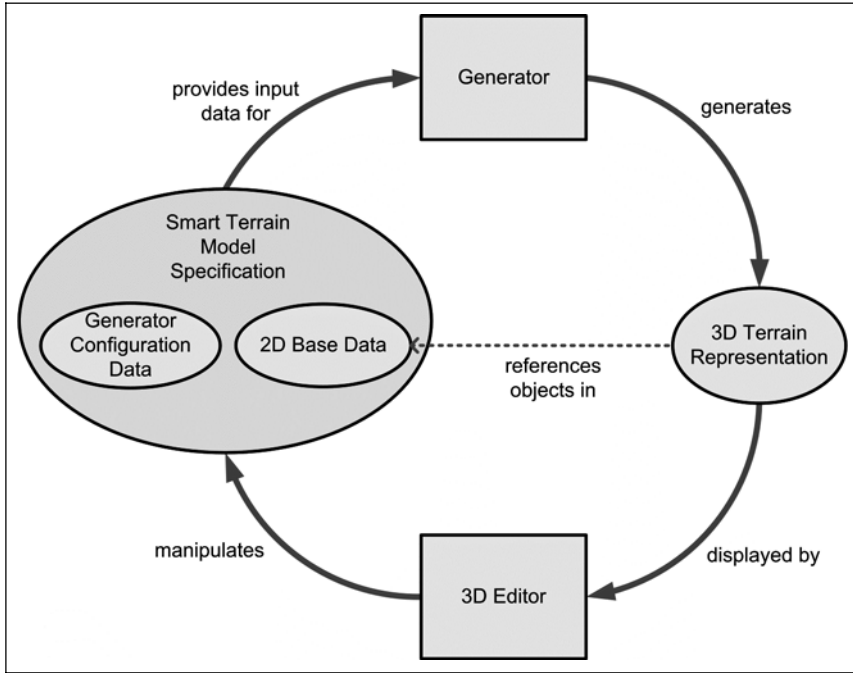 provides input
data for
Generator
generates
Smart Terrain
Model
Specification
Generator
Configuration
Data
2D Base Data
references
objects in
3D Terrain
Representation
manipulates
3D Editor
displayed by